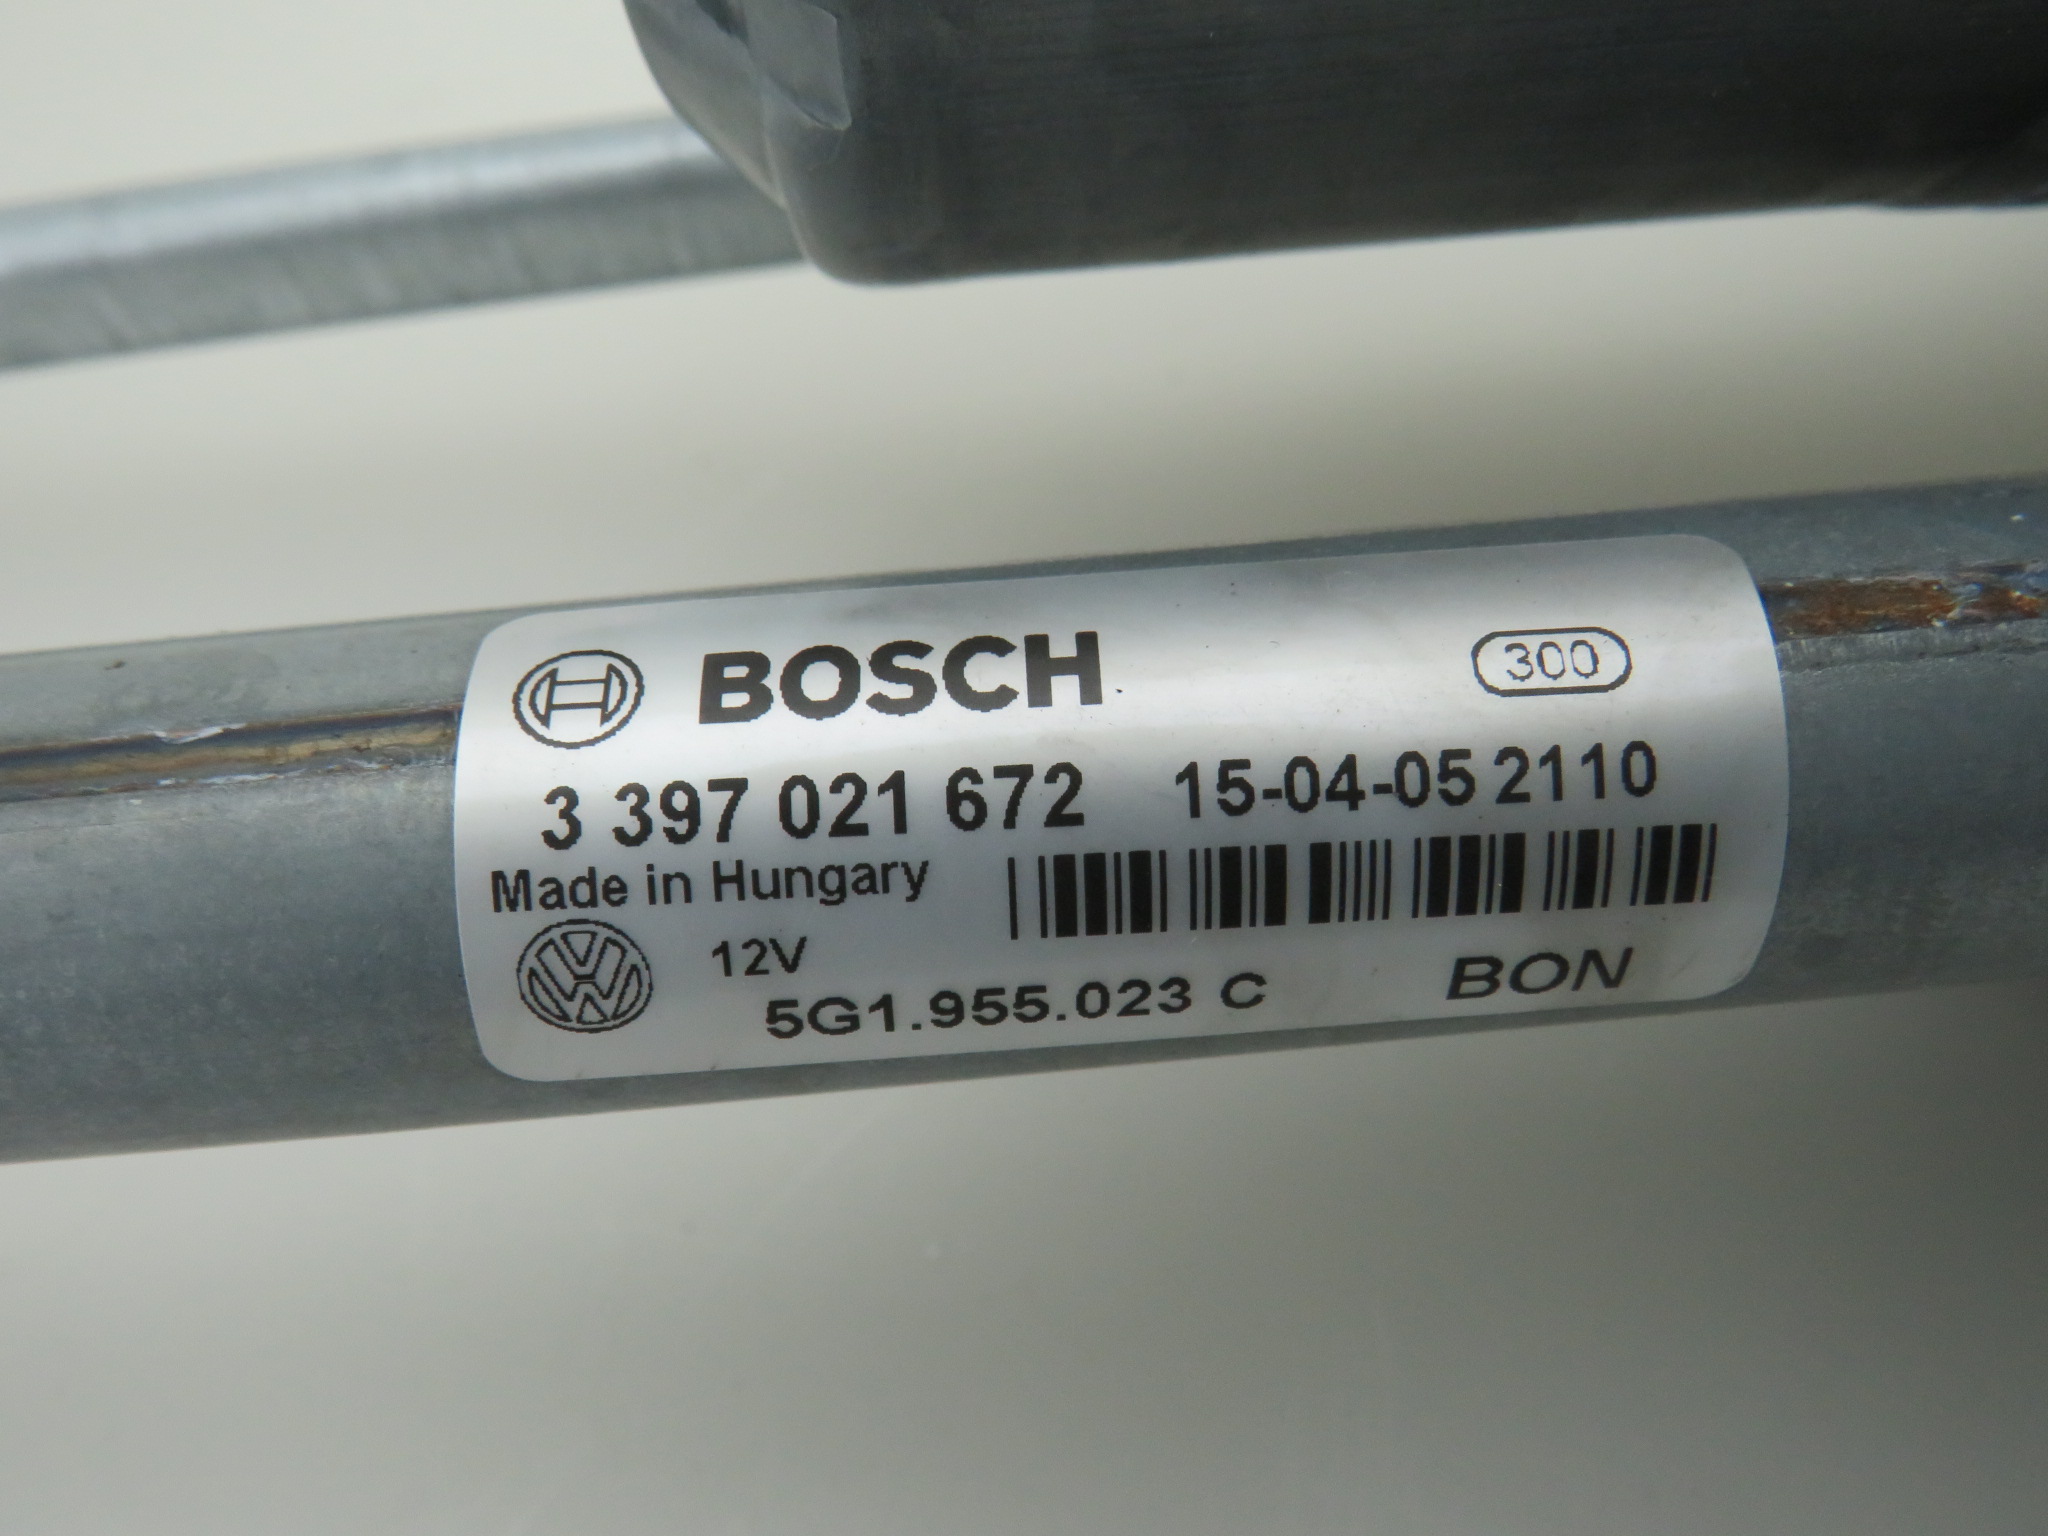 BOSCH 300
3 397 021 672 15-04-05 2110
Made in Hungary
12V
5G1.955.023 C BON